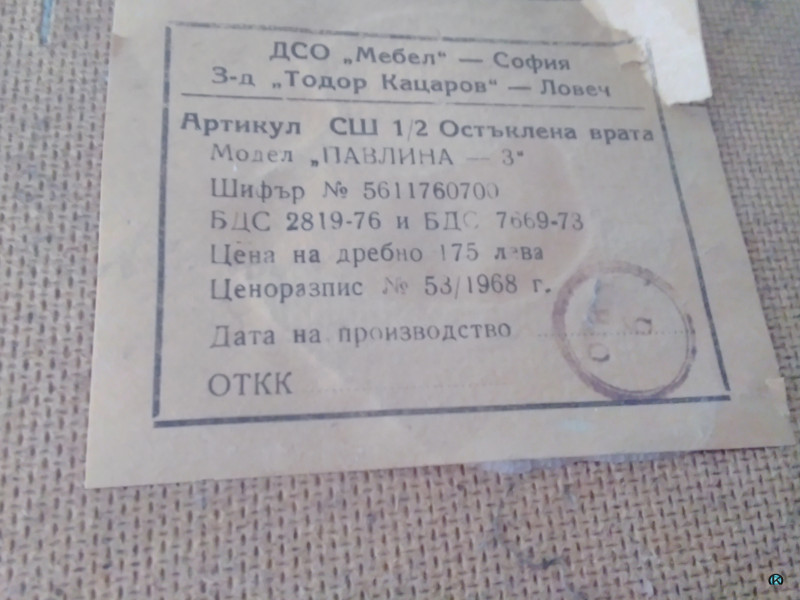 ДСО „Мебел“ — София
З-д „Тодор Кацаров“ — Ловеч
Артикул СШ 1/2 Остъклена врата
Модел „ПАВЛИНА — 3“
Шифър № 5611760700
БДС 2819-76 и БДС 7669-73
Цена на дребно 175 лева
Ценоразпис № 53/1968 г.
Дата на производство
ОТКК